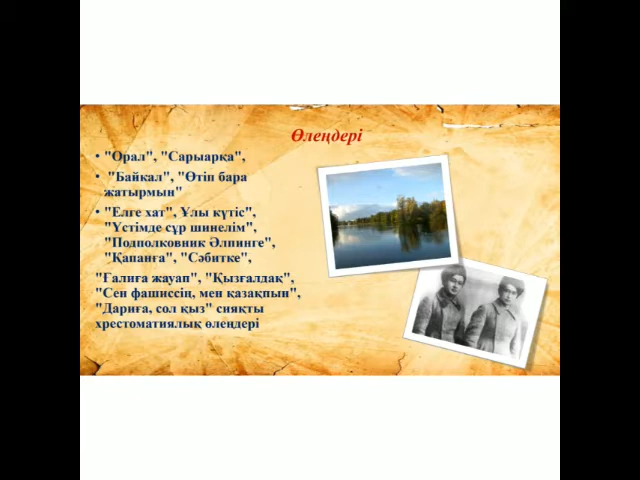 Өлеңдері
• "Орал", "Сарыарқа",
• "Байкал", "Өтіп бара
жатырмын"
• "Елге хат", Ұлы күтіс",
"Үстімде сұр шинелім",
"Подполковник Әлпинге",
"Қапанға", "Сәбитке",
"Ғалиға жауап", "Қызғалдақ",
"Сен фашиссің, мен қазақпын",
"Дариға, сол қыз" сияқты
хрестоматиялық өлеңдері